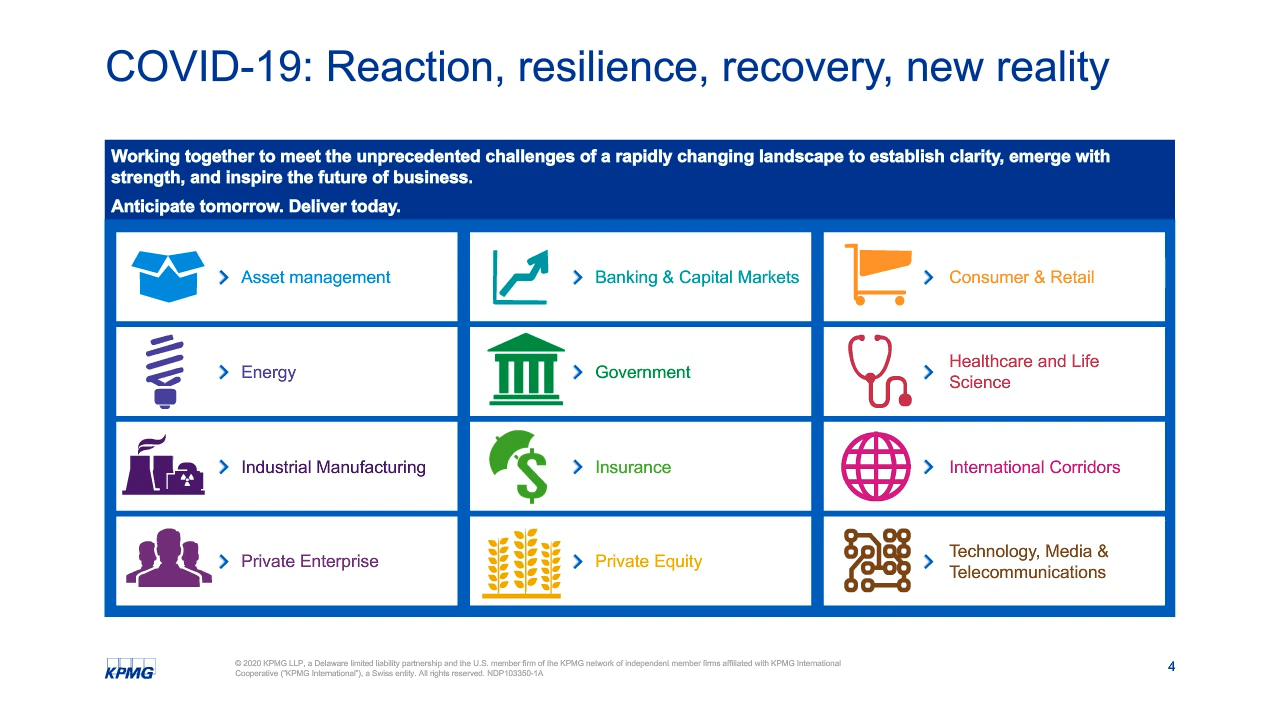 COVID-19: Reaction, resilience, recovery, new reality
Working together to meet the unprecedented challenges of a rapidly changing landscape to establish clarity, emerge with
strength, and inspire the future of business.
Anticipate tomorrow. Deliver today.
Asset management
Banking & Capital Markets
Consumer & Retail
Energy
Government
Healthcare and Life
Science
Industrial Manufacturing
Insurance
International Corridors
Private Enterprise
Private Equity
Technology, Media &
Telecommunications
KPMG
© 2020 KPMG LLP, a Delaware limited liability partnership and the U.S. member firm of the KPMG network of independent member firms affiliated with KPMG International
Cooperative ("KPMG International"), a Swiss entity. All rights reserved. NDP103350-1A
4